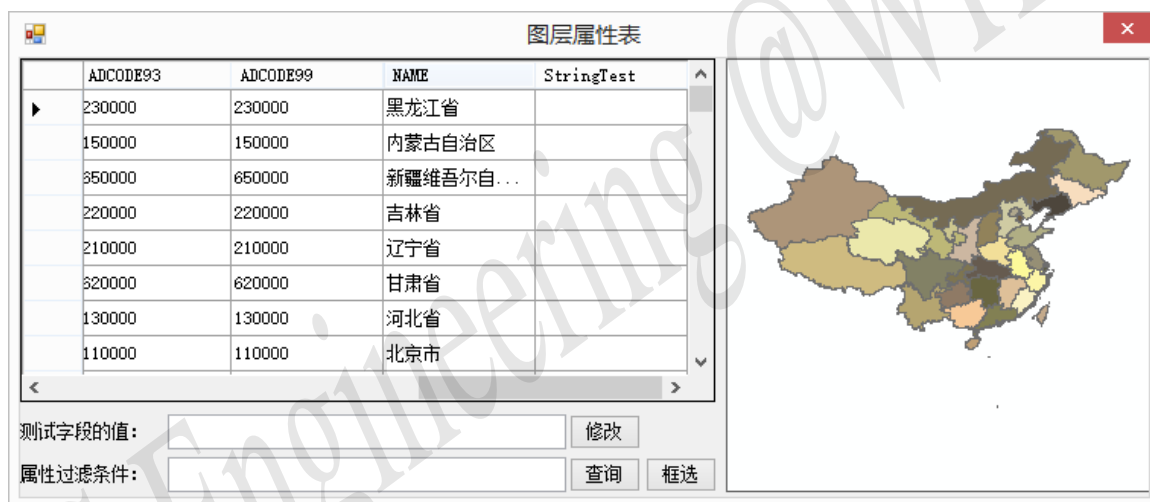 图层属性表
ADCODE93 ADCODE99 NAME StringTest
230000 230000 黑龙江省
150000 150000 内蒙古自治区
650000 650000 新疆维吾尔自...
220000 220000 吉林省
210000 210000 辽宁省
620000 620000 甘肃省
130000 130000 河北省
110000 110000 北京市
测试字段的值： 修改
属性过滤条件： 查询 框选
Engineering @W